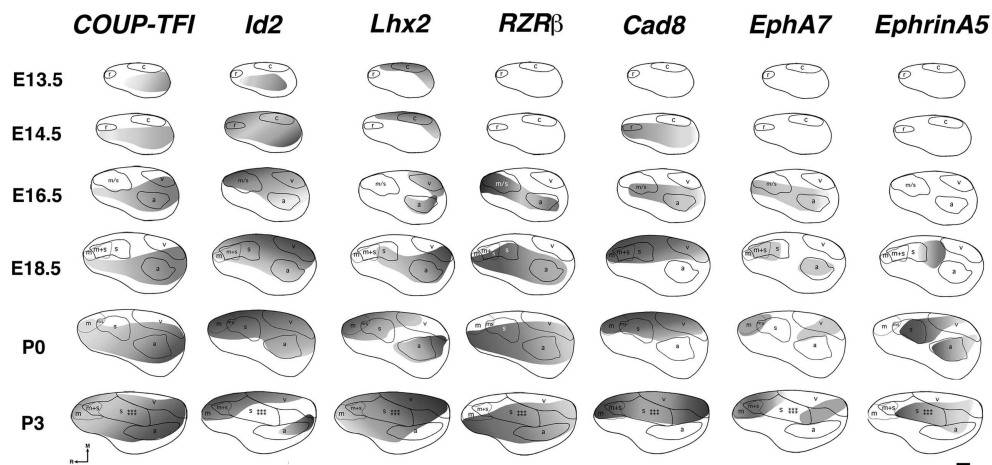 COUP-TFI Id2 Lhx2 RZRβ Cad8 EphA7 EphrinA5
E13.5 r c r c r c r c r c r c r c
E14.5 r c r c r c r c r c r c r c
E16.5 m/s v a m/s v a m/s v a m/s v a m/s v a m/s v a m/s v a
E18.5 m m+s s v a m m+s s v a m m+s s v a m m+s s v a m m+s s v a m m+s s v a m m+s s v a
P0 m m+s s v a m m+s s v a m m+s s v a m s v a m m+s s v a m m+s s v a m s v a
P3 m m+s s v a m m+s s v a m m+s s v a m m+s s v a m m+s s v a m m+s s v a m m+s s v a
M
R